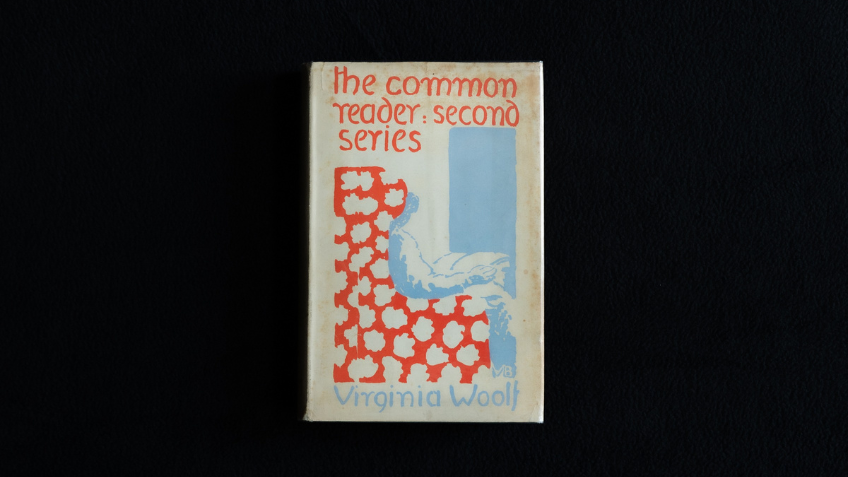 the common
reader: second
series
VB
Virginia Woolf